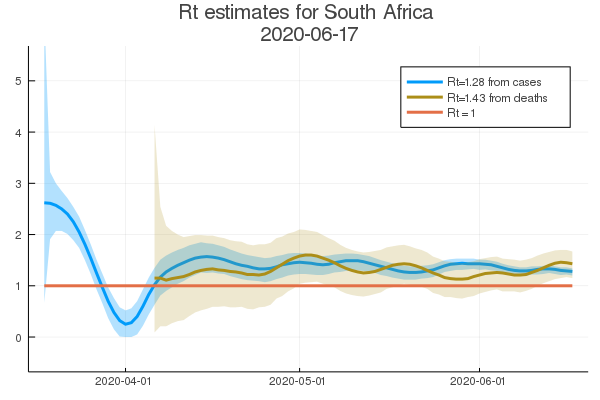 Rt estimates for South Africa
2020-06-17
Rt=1.28 from cases
Rt=1.43 from deaths
Rt = 1
5
4
3
2
1
0
2020-04-01
2020-05-01
2020-06-01